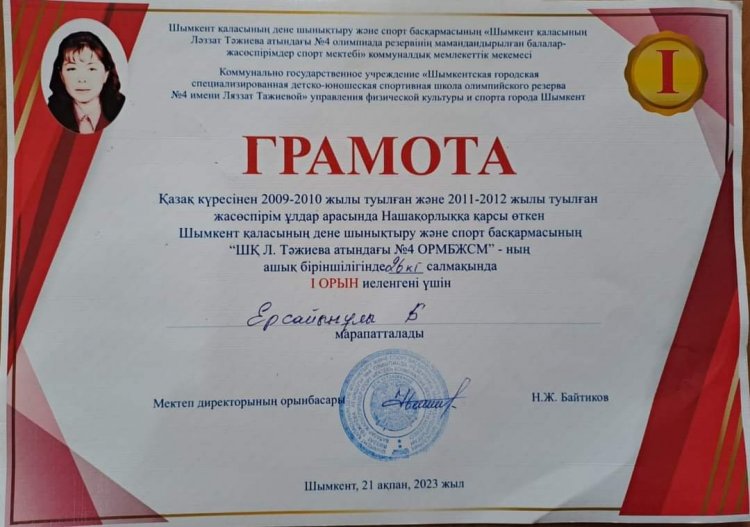 Шымкент қаласының дене шынықтыру және спорт басқармасының «Шымкент қаласының
Ләззат Тәжиева атындағы №4 олимпиада резервінің мамандандырылған балалар-
жасөспірімдер спорт мектебі» коммуналдық мемлекеттік мекемесі
Коммунально государственное учреждение «Шымкентская городская
специализированная детско-юношеская спортивная школа олимпийского резерва
№4 имени Ляззат Тажиевой» управления физической культуры и спорта города Шымкент
I
ГРАМОТА
Қазақ күресінен 2009-2010 жылы туылған және 2011-2012 жылы туылған
жасөспірім ұлдар арасында Нашақорлыққа қарсы өткен
Шымкент қаласының дене шынықтыру және спорт басқармасының
“ШҚ Л. Тәжиева атындағы №4 ОРМБЖСМ” - ның
ашық біріншілігінде 26 кг салмақында
I ОРЫН иеленгені үшін
Ерсайынұлы Б
марапатталады
Мектеп директорының орынбасары
Н.Ж. Байтиков
Шымкент, 21 ақпан, 2023 жыл